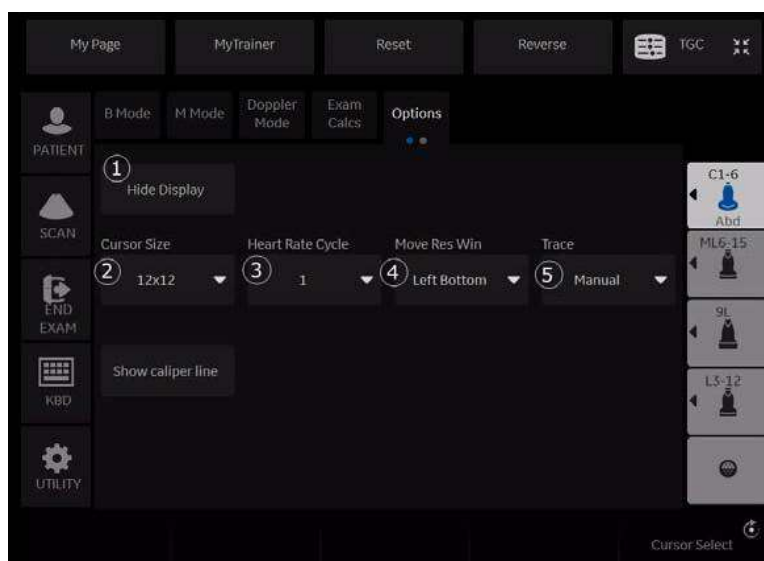 My Page
MyTrainer
Reset
Reverse
TGC
PATIENT
SCAN
END
EXAM
KBD
UTILITY
B Mode
M Mode
Doppler
Mode
Exam
Calcs
Options
①
Hide Display
Cursor Size
Heart Rate Cycle
Move Res Win
Trace
② 12x12
③ 1
④ Left Bottom
⑤ Manual
Show caliper line
C1-6
Abd
ML6-15
9L
L3-12
Cursor Select